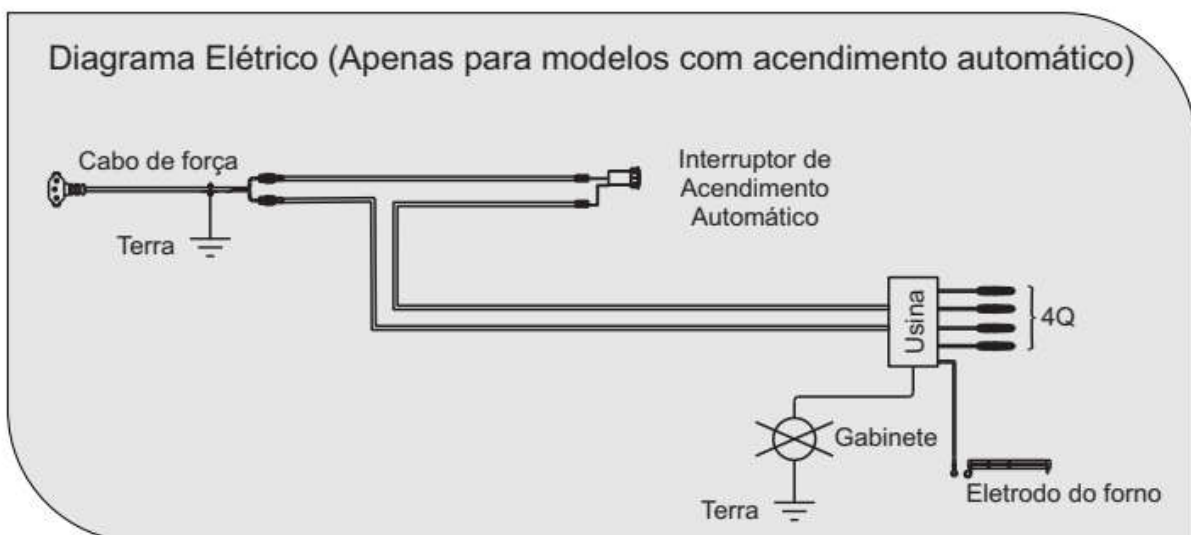 Diagrama Elétrico (Apenas para modelos com acendimento automático)
Cabo de força
Interruptor de
Acendimento
Automático
Terra
Usina
4Q
Gabinete
Eletrodo do forno
Terra